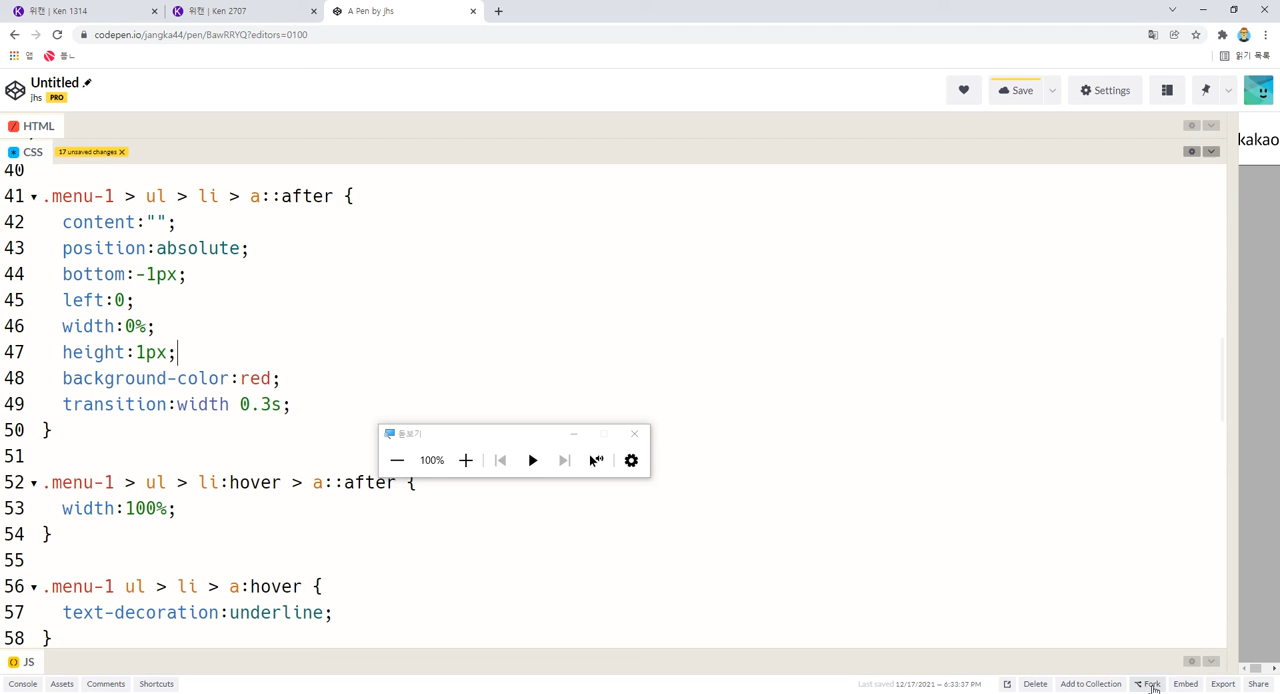 위캔 | Ken 1314
위캔 | Ken 2707
A Pen by jhs
codepen.io/jangka44/pen/BawRRYQ?editors=0100
앱
읽기 목록
Untitled
jhs PRO
Save
Settings
HTML
CSS 17 unsaved changes ×
kakao
40
41 .menu-1 > ul > li > a::after {
42 content:"";
43 position:absolute;
44 bottom:-1px;
45 left:0;
46 width:0%;
47 height:1px;
48 background-color:red;
49 transition:width 0.3s;
50 }
51
52 .menu-1 > ul > li:hover > a::after {
53 width:100%;
54 }
55
56 .menu-1 ul > li > a:hover {
57 text-decoration:underline;
58 }
돋보기
100%
JS
Console Assets Comments Shortcuts
Last saved 12/17/2021 — 6:33:37 PM
Delete Add to Collection Fork Embed Export Share